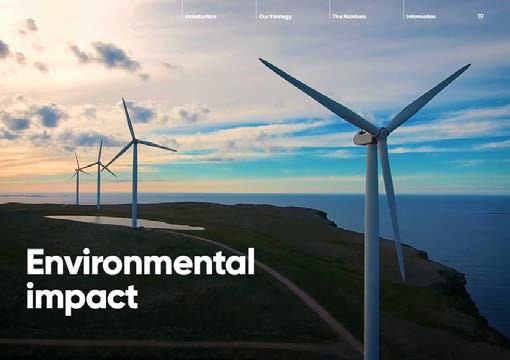 Introduction
Our Strategy
The Numbers
Information
19
Environmental
impact